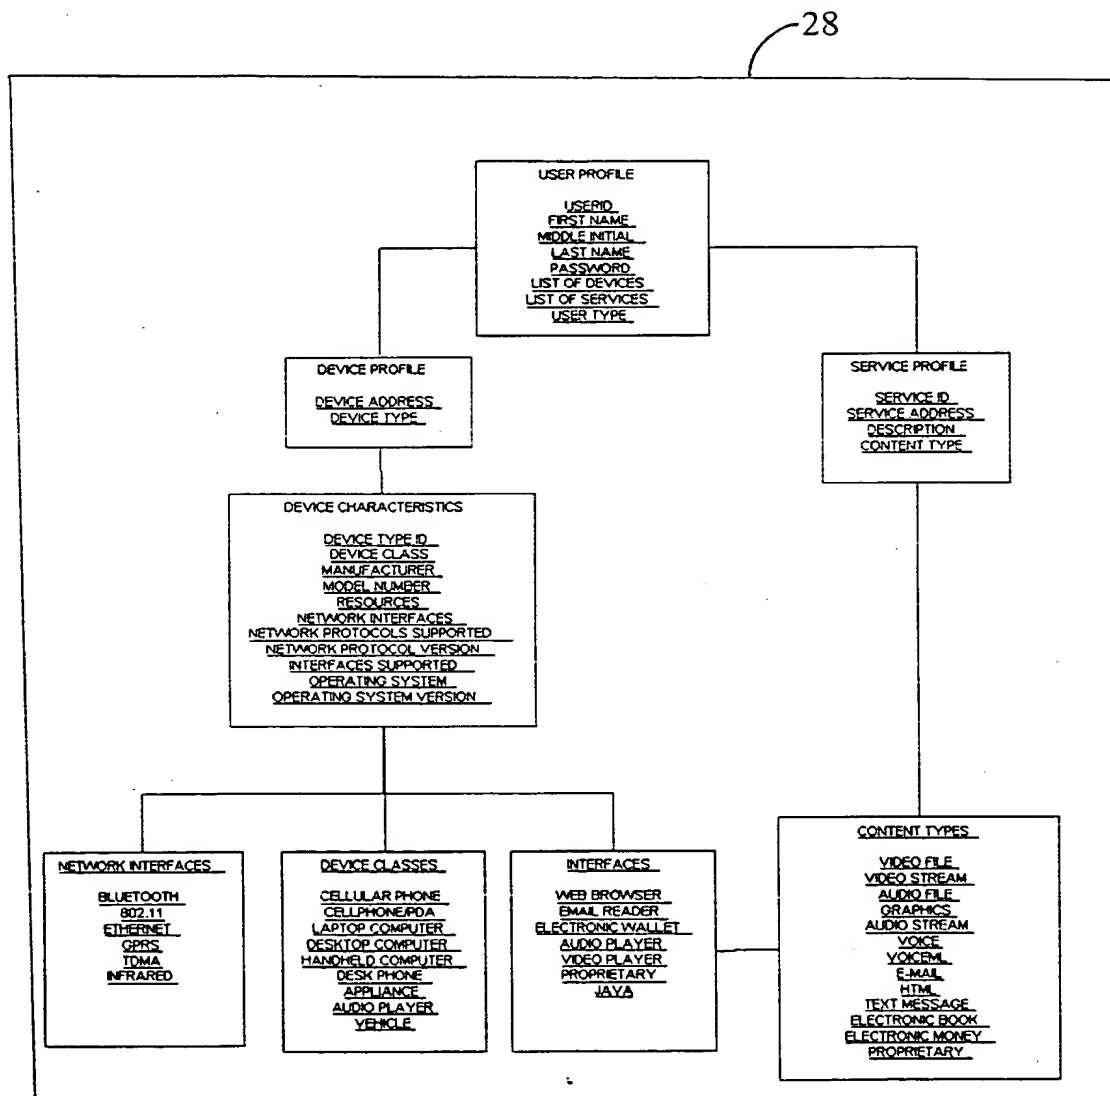 28
USER PROFILE
USERID
FIRST NAME
MIDDLE INITIAL
LAST NAME
PASSWORD
LIST OF DEVICES
LIST OF SERVICES
USER TYPE
DEVICE PROFILE
DEVICE ADDRESS
DEVICE TYPE
SERVICE PROFILE
SERVICE ID
SERVICE ADDRESS
DESCRIPTION
CONTENT TYPE
DEVICE CHARACTERISTICS
DEVICE TYPE ID
DEVICE CLASS
MANUFACTURER
MODEL NUMBER
RESOURCES
NETWORK INTERFACES
NETWORK PROTOCOLS SUPPORTED
NETWORK PROTOCOL VERSION
INTERFACES SUPPORTED
OPERATING SYSTEM
OPERATING SYSTEM VERSION
NETWORK INTERFACES
BLUETOOTH
802.11
ETHERNET
GPRS
TDMA
INFRARED
DEVICE CLASSES
CELLULAR PHONE
CELLPHONE/PDA
LAPTOP COMPUTER
DESKTOP COMPUTER
HANDHELD COMPUTER
DESK PHONE
APPLIANCE
AUDIO PLAYER
VEHICLE
INTERFACES
WEB BROWSER
EMAIL READER
ELECTRONIC WALLET
AUDIO PLAYER
VIDEO PLAYER
PROPRIETARY
JAVA
CONTENT TYPES
VIDEO FILE
VIDEO STREAM
AUDIO FILE
GRAPHICS
AUDIO STREAM
VOICE
VOICEML
E-MAIL
HTML
TEXT MESSAGE
ELECTRONIC BOOK
ELECTRONIC MONEY
PROPRIETARY